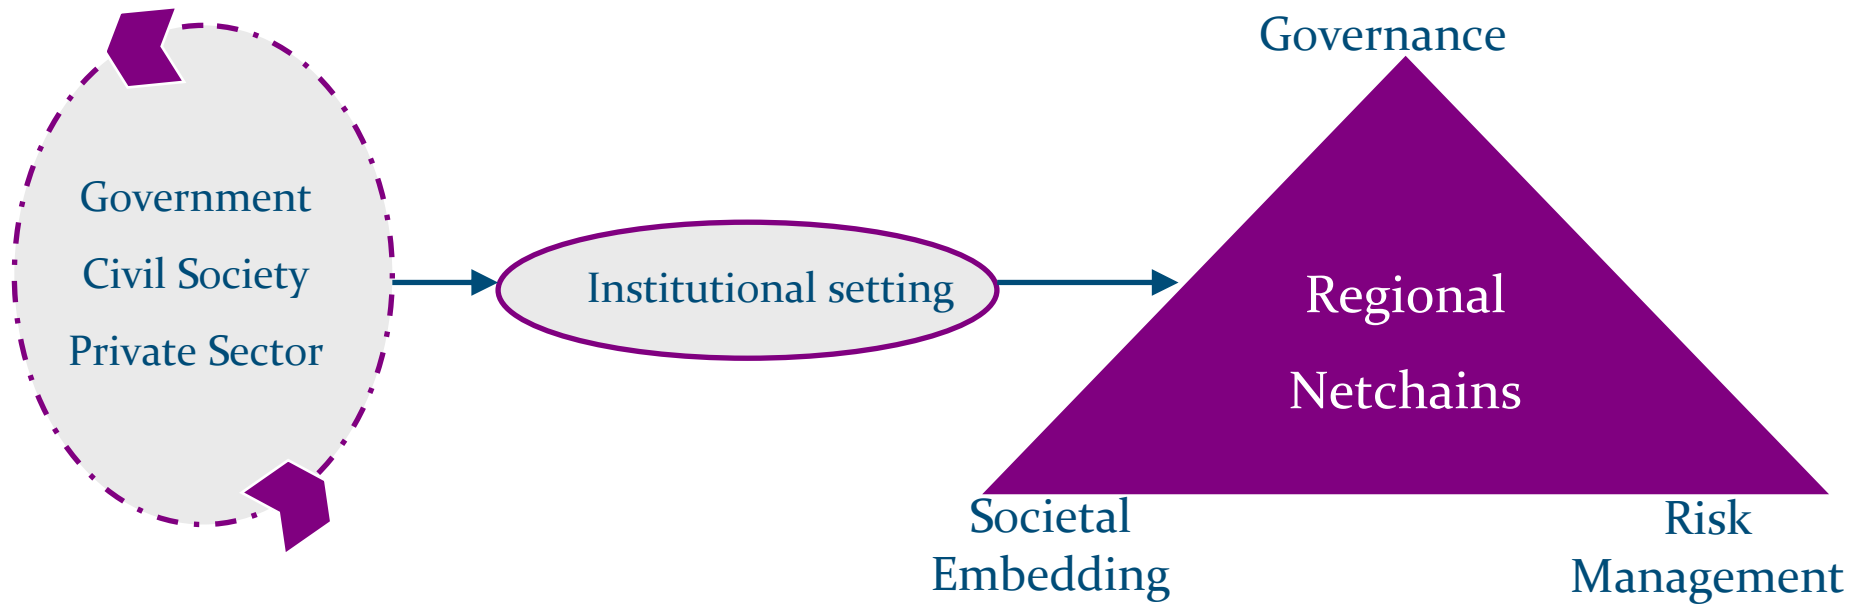 Government
Civil Society
Private Sector
Institutional setting
Governance
Regional
Netchains
Societal
Embedding
Risk
Management